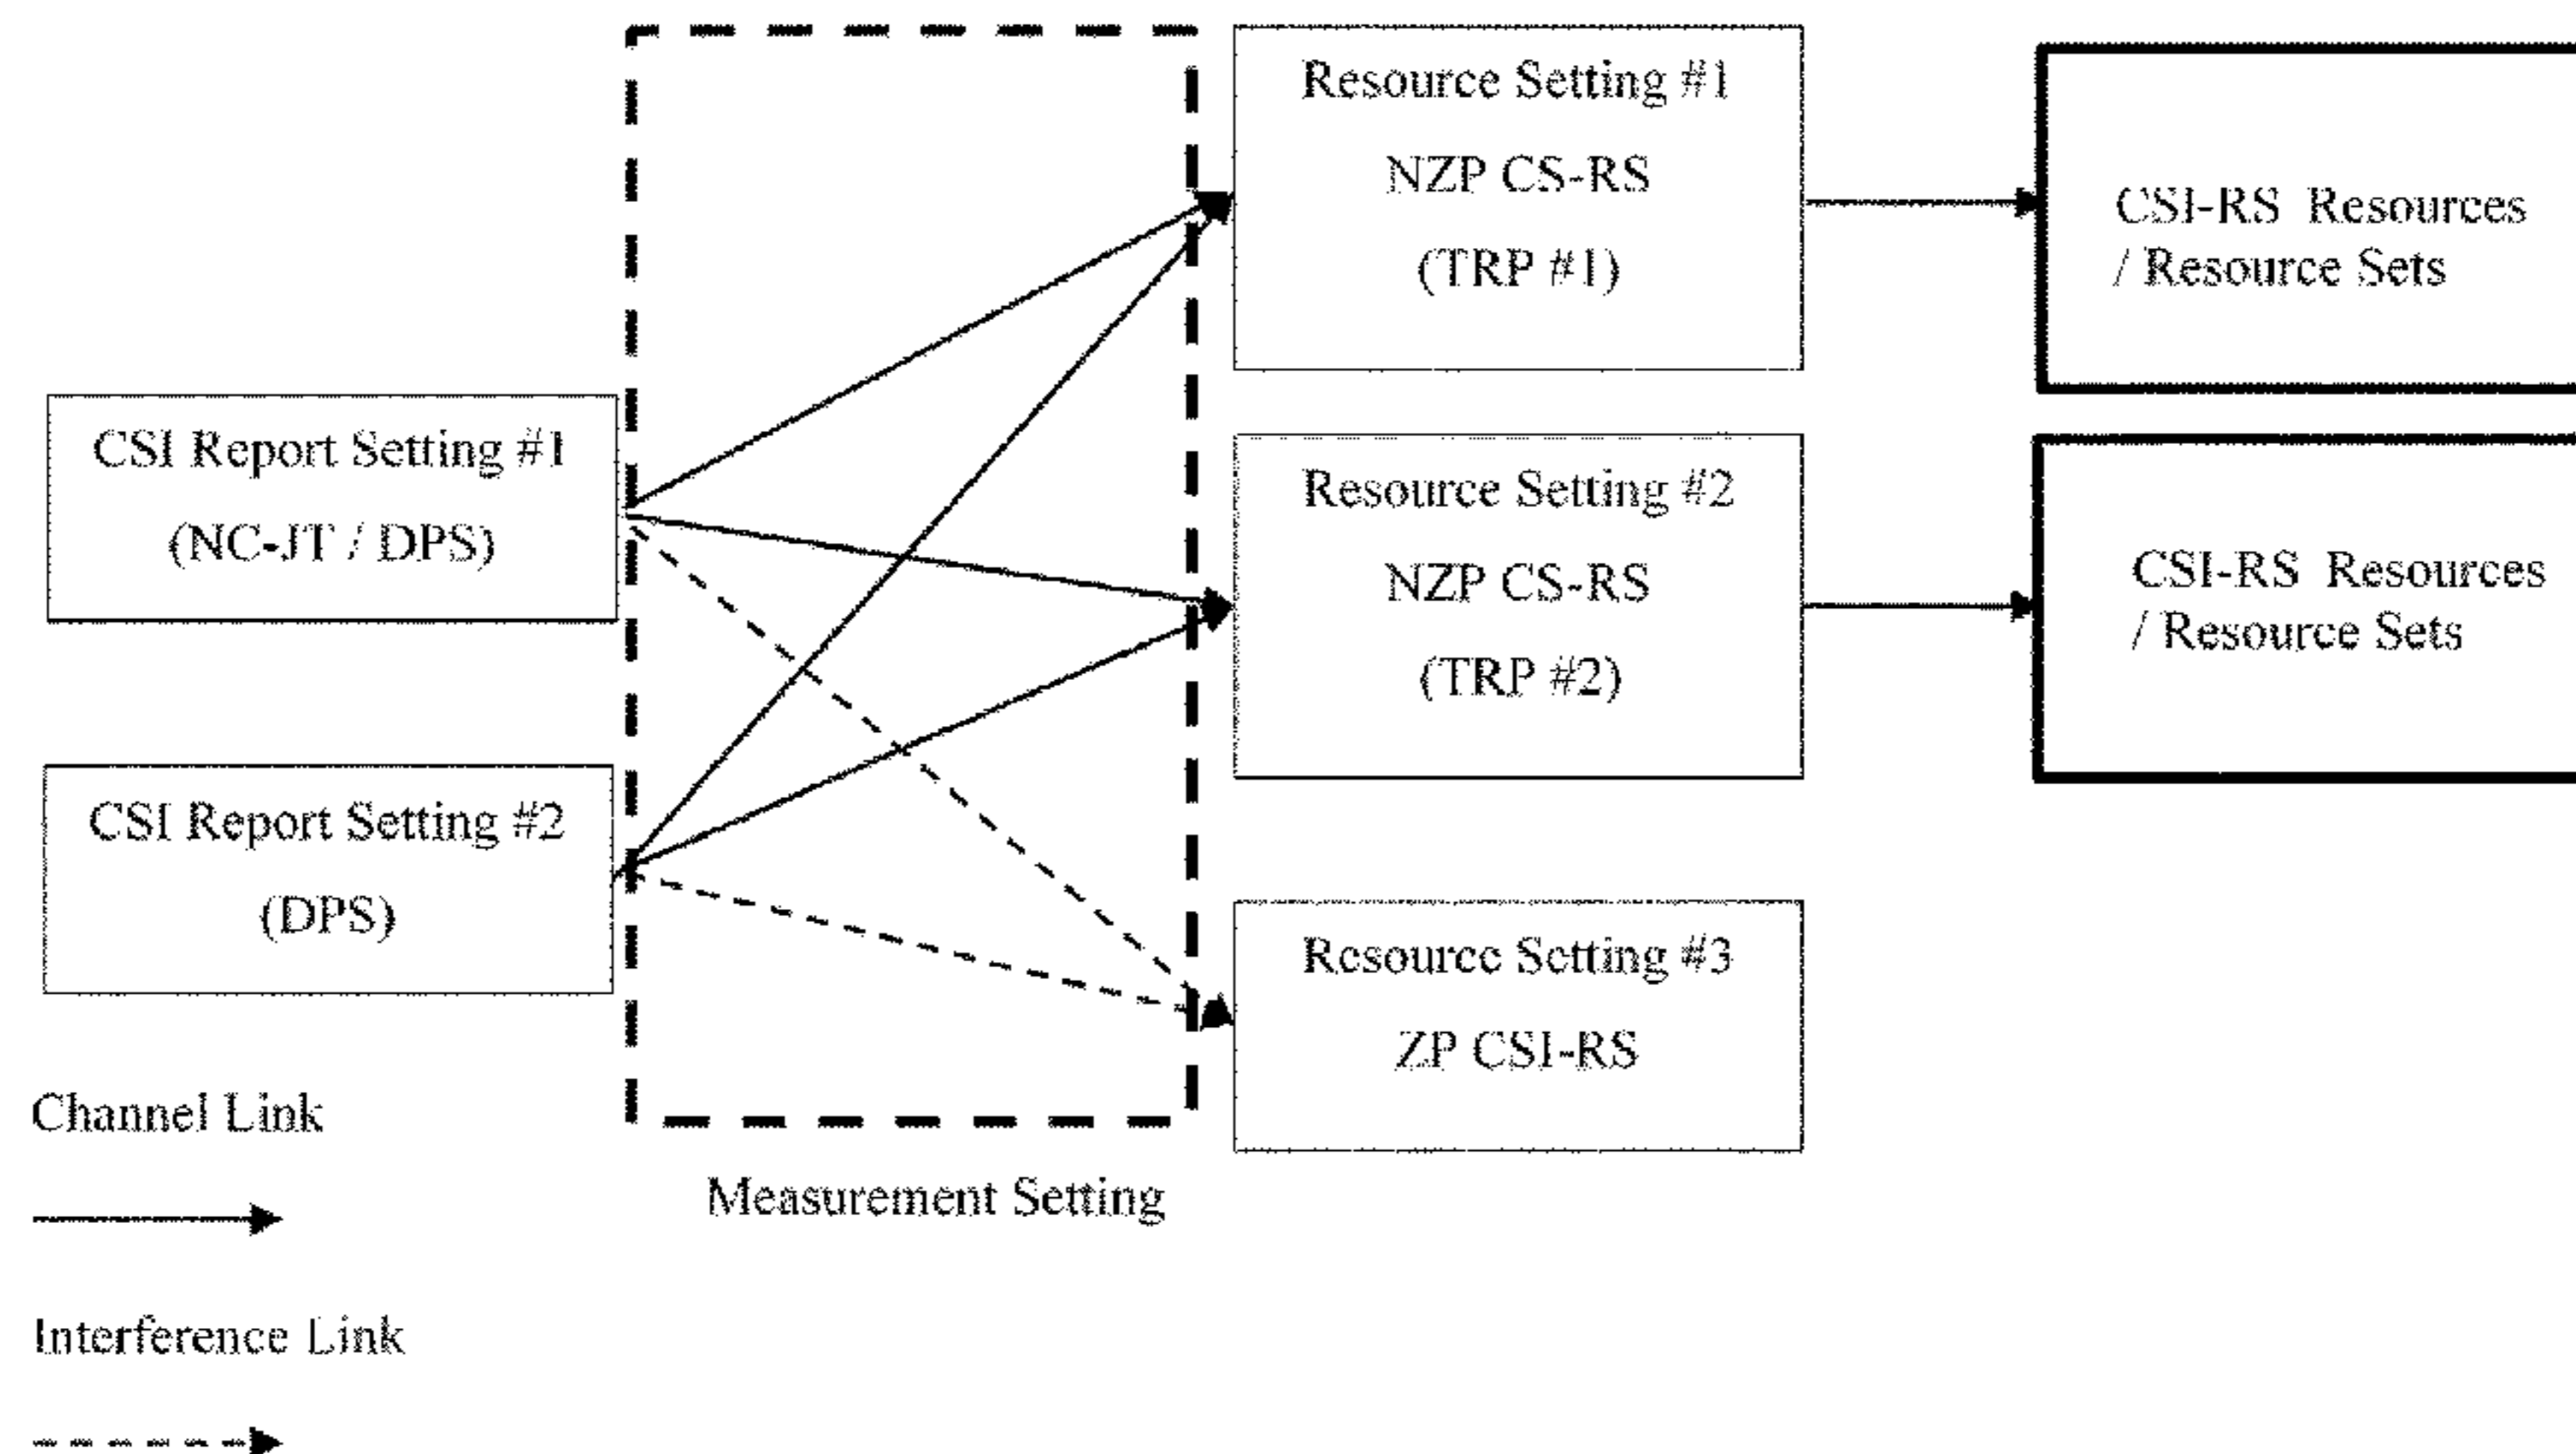 Resource Setting #1
NZP CS-RS
(TRP #1)
CSI-RS Resources
/ Resource Sets
CSI Report Setting #1
(NC-JT / DPS)
Resource Setting #2
NZP CS-RS
(TRP #2)
CSI-RS Resources
/ Resource Sets
CSI Report Setting #2
(DPS)
Resource Setting #3
ZP CSI-RS
Channel Link
Measurement Setting
Interference Link